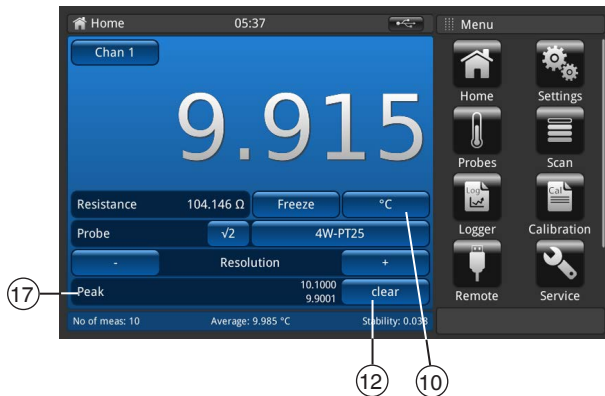 Home 05:37 Menu
Chan 1
9.915
Home Settings
Probes Scan
Resistance 104.146 Ω Freeze °C
Log Cal
Probe √2 4W-PT25
Logger Calibration
- Resolution +
17 Peak 10.1000 clear
9.9001
Remote Service
No of meas: 10 Average: 9.985 °C Stability: 0.038
12 10